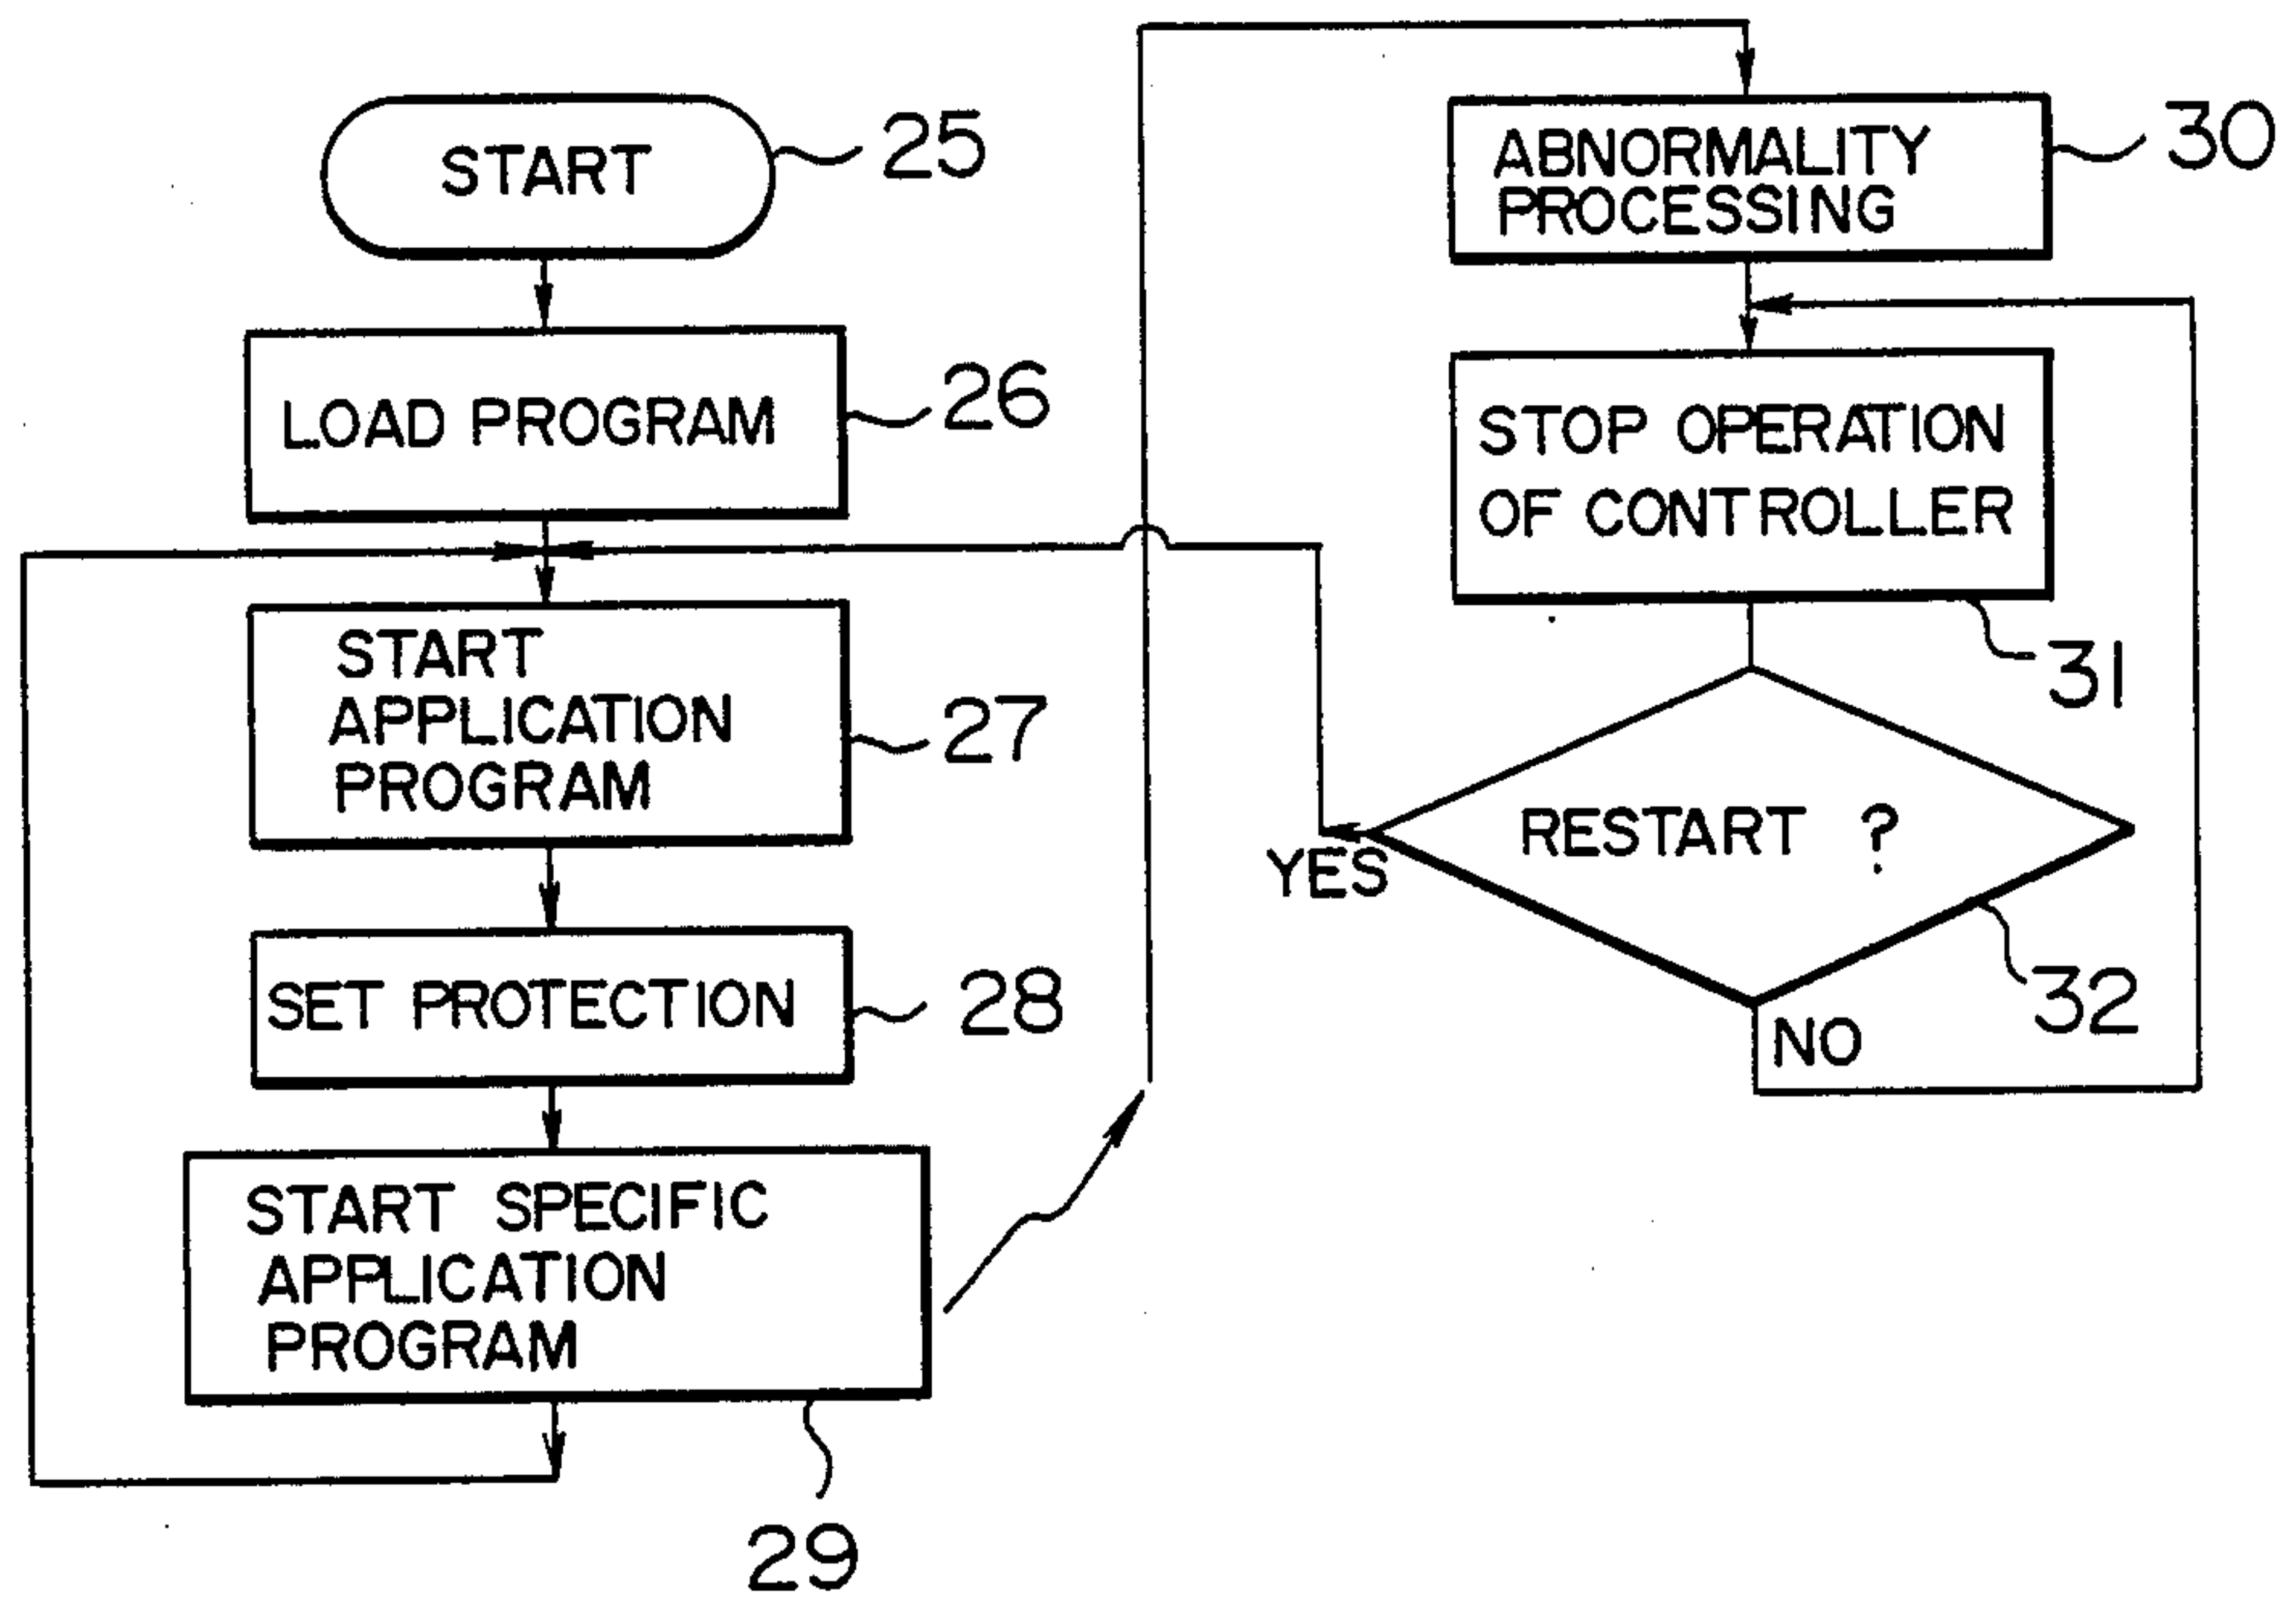 START
25
LOAD PROGRAM
26
START
APPLICATION
PROGRAM
27
SET PROTECTION
28
START SPECIFIC
APPLICATION
PROGRAM
29
ABNORMALITY
PROCESSING
30
STOP OPERATION
OF CONTROLLER
31
RESTART ?
YES
32
NO